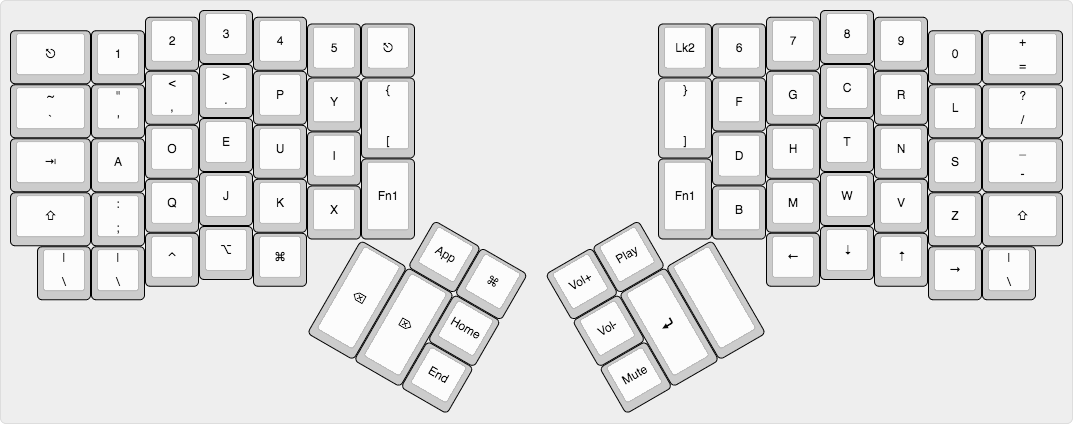 ⎋ 1 2 3 4 5 ⎋
~ " < > P Y {
` ' , . [
⇥ A O E U I
⇧ : Q J K X Fn1
;
| | ^ ⌥ ⌘
\ \
App ⌘
⌫ ⌦ Home
End
Lk2 6 7 8 9 0 +
=
} F G C R L ?
] /
D H T N S _
-
Fn1 B M W V Z ⇧
← ↓ ↑ → |
\
Vol+ Play
Vol- ↵
Mute